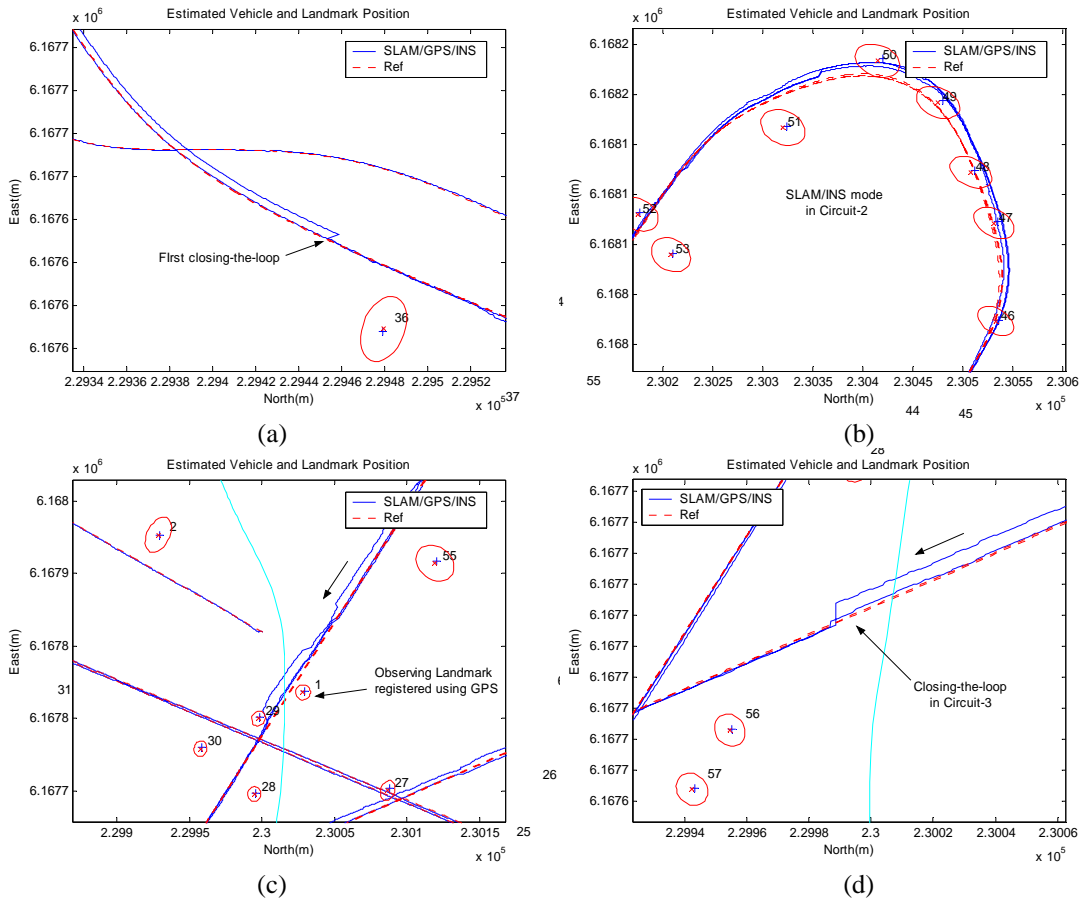 Estimated Vehicle and Landmark Position
x 10^6
SLAM/GPS/INS
Ref
6.1677
6.1677
6.1677
6.1676
6.1676
6.1676
6.1676
East(m)
FIrst closing-the-loop
36
2.2934 2.2936 2.2938 2.294 2.2942 2.2944 2.2946 2.2948 2.295 2.2952
North(m)
x 10^5
37
(a)
Estimated Vehicle and Landmark Position
x 10^6
SLAM/GPS/INS
Ref
6.1682
6.1682
6.1681
6.1681
6.1681
6.168
6.168
East(m)
50
49
51
48
SLAM/INS mode
in Circuit-2
52
47
53
46
4
55
2.302 2.3025 2.303 2.3035 2.304 2.3045 2.305 2.3055 2.306
North(m)
x 10^5
44
45
(b)
Estimated Vehicle and Landmark Position
x 10^6
SLAM/GPS/INS
Ref
6.168
6.1679
6.1679
6.1678
6.1678
6.1677
East(m)
2
55
Observing Landmark
registered using GPS
1
31
29
30
28
27
26
2.299 2.2995 2.3 2.3005 2.301 2.3015
25
North(m)
x 10^5
(c)
28
Estimated Vehicle and Landmark Position
x 10^6
SLAM/GPS/INS
Ref
6.1677
6.1677
6.1677
6.1677
6.1677
6.1677
6.1677
6.1676
East(m)
Closing-the-loop
in Circuit-3
56
57
2.2994 2.2996 2.2998 2.3 2.3002 2.3004 2.3006
North(m)
x 10^5
(d)